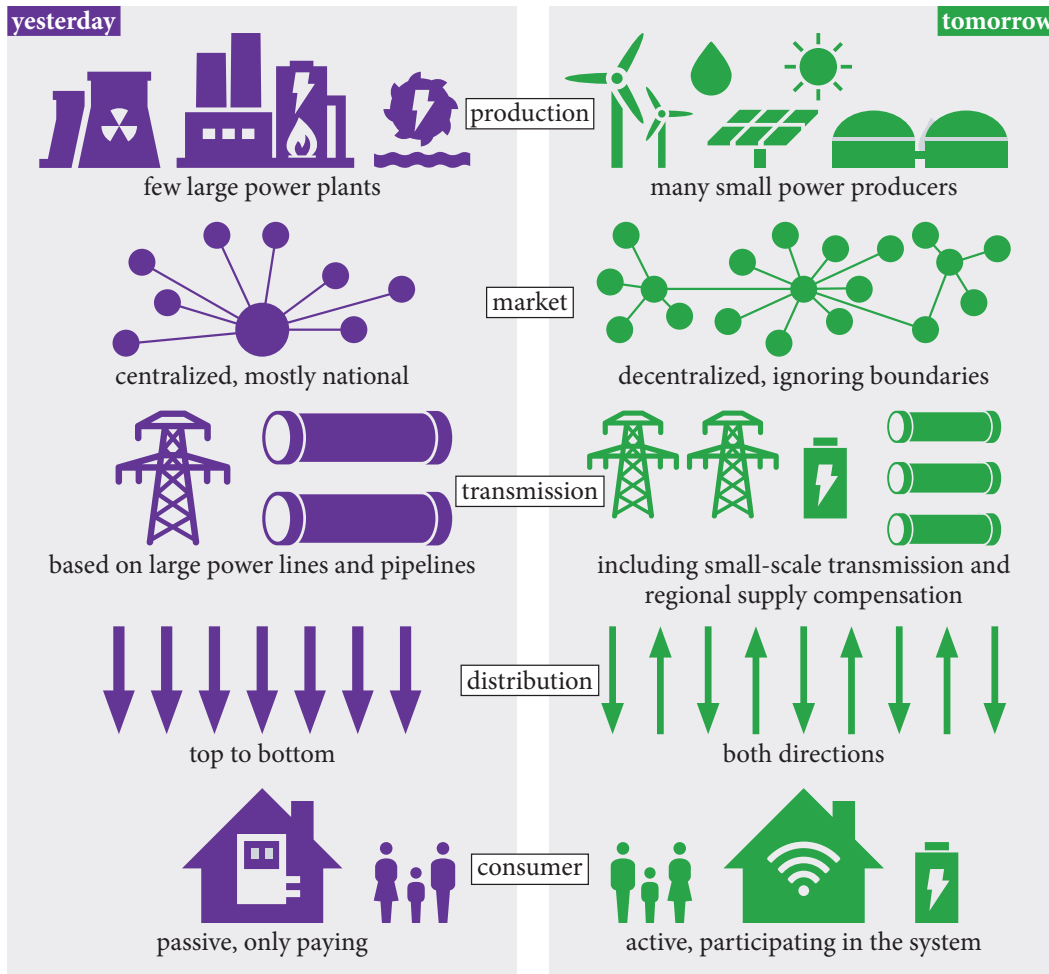 yesterday
tomorrow
production
few large power plants
many small power producers
market
centralized, mostly national
decentralized, ignoring boundaries
transmission
based on large power lines and pipelines
including small-scale transmission and
regional supply compensation
distribution
top to bottom
both directions
consumer
passive, only paying
active, participating in the system